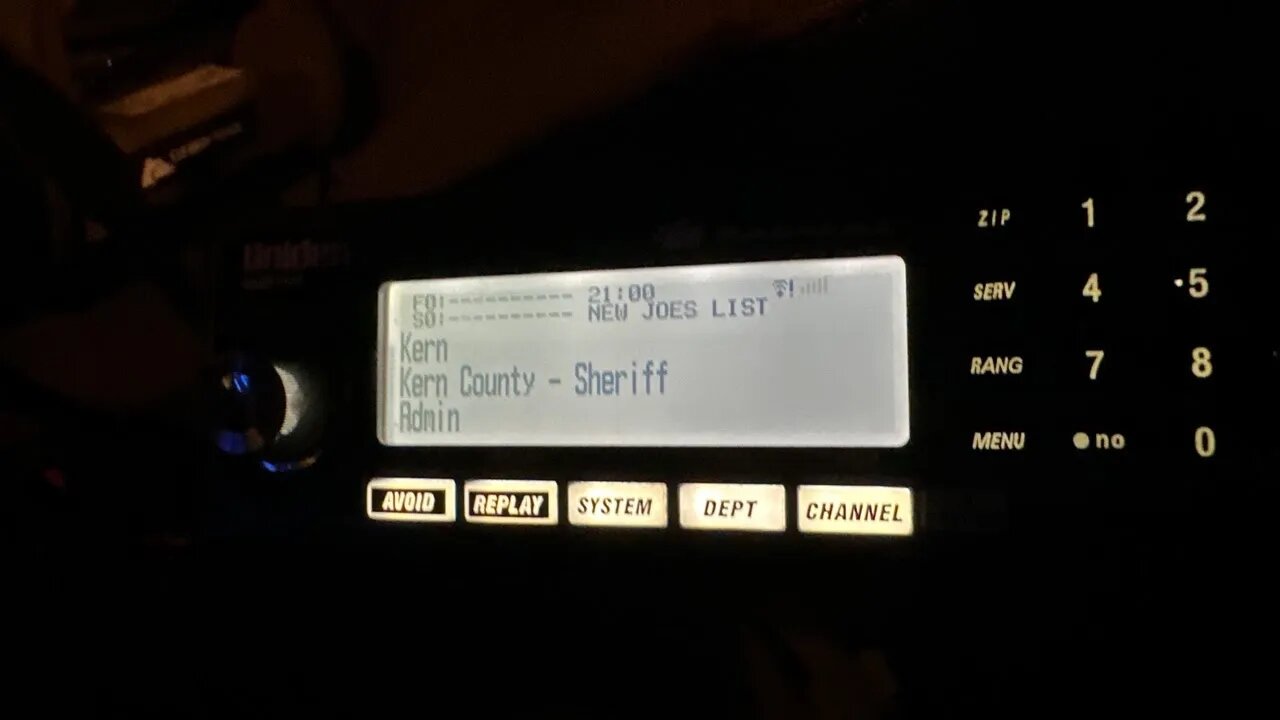 Uniden
F0:---------- 21:00
S0:---------- NEW JOES LIST
Kern
Kern County - Sheriff
Admin
AVOID REPLAY SYSTEM DEPT CHANNEL
ZIP 1 2
SERV 4 5
RANG 7 8
MENU no 0